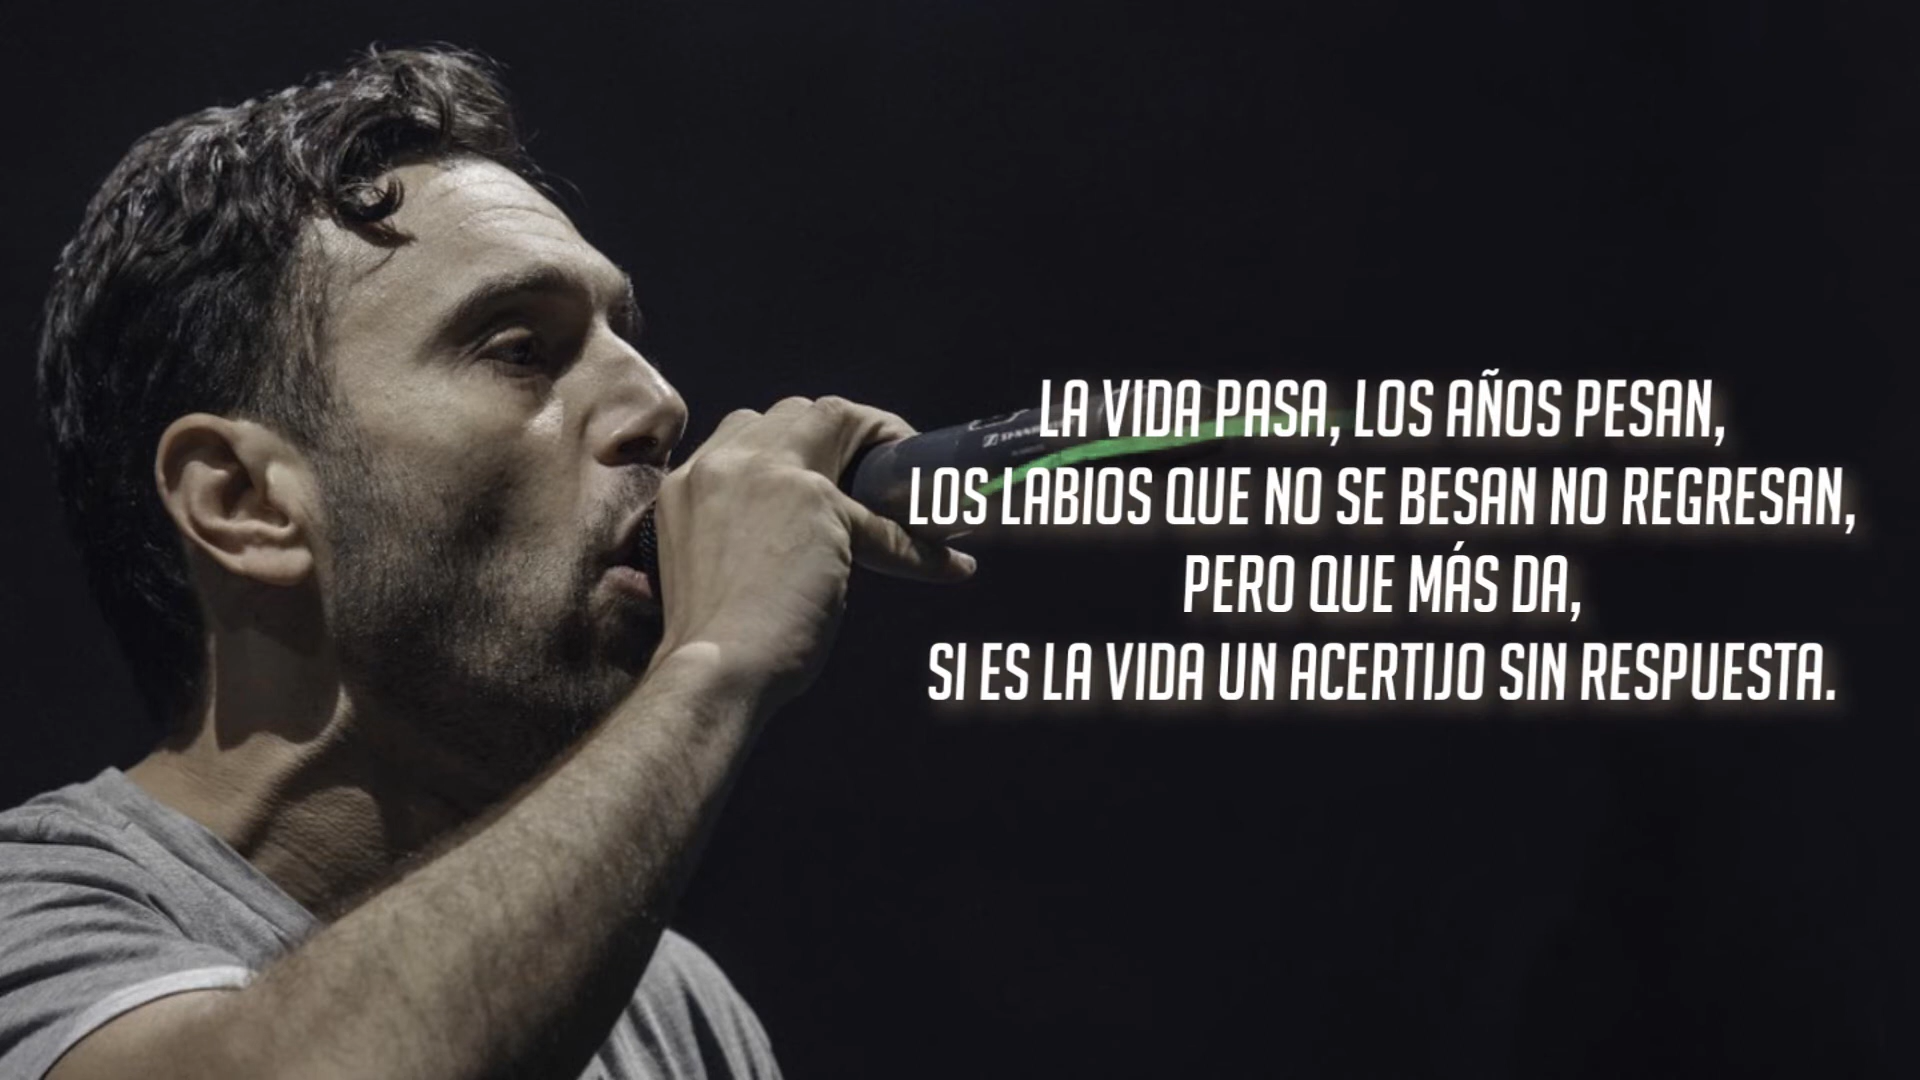 LA VIDA PASA, LOS AÑOS PESAN,
LOS LABIOS QUE NO SE BESAN NO REGRESAN,
PERO QUE MÁS DA,
SI ES LA VIDA UN ACERTIJO SIN RESPUESTA.